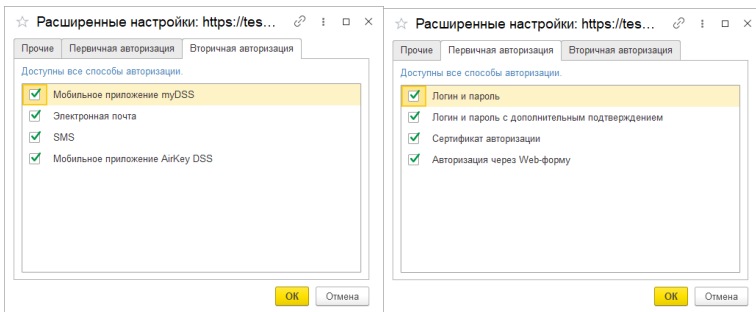 Расширенные настройки: https://tes...
Прочие Первичная авторизация Вторичная авторизация
Доступны все способы авторизации.
Мобильное приложение myDSS
Электронная почта
SMS
Мобильное приложение AirKey DSS
ОК Отмена
Расширенные настройки: https://tes...
Прочие Первичная авторизация Вторичная авторизация
Доступны все способы авторизации.
Логин и пароль
Логин и пароль с дополнительным подтверждением
Сертификат авторизации
Авторизация через Web-форму
ОК Отмена